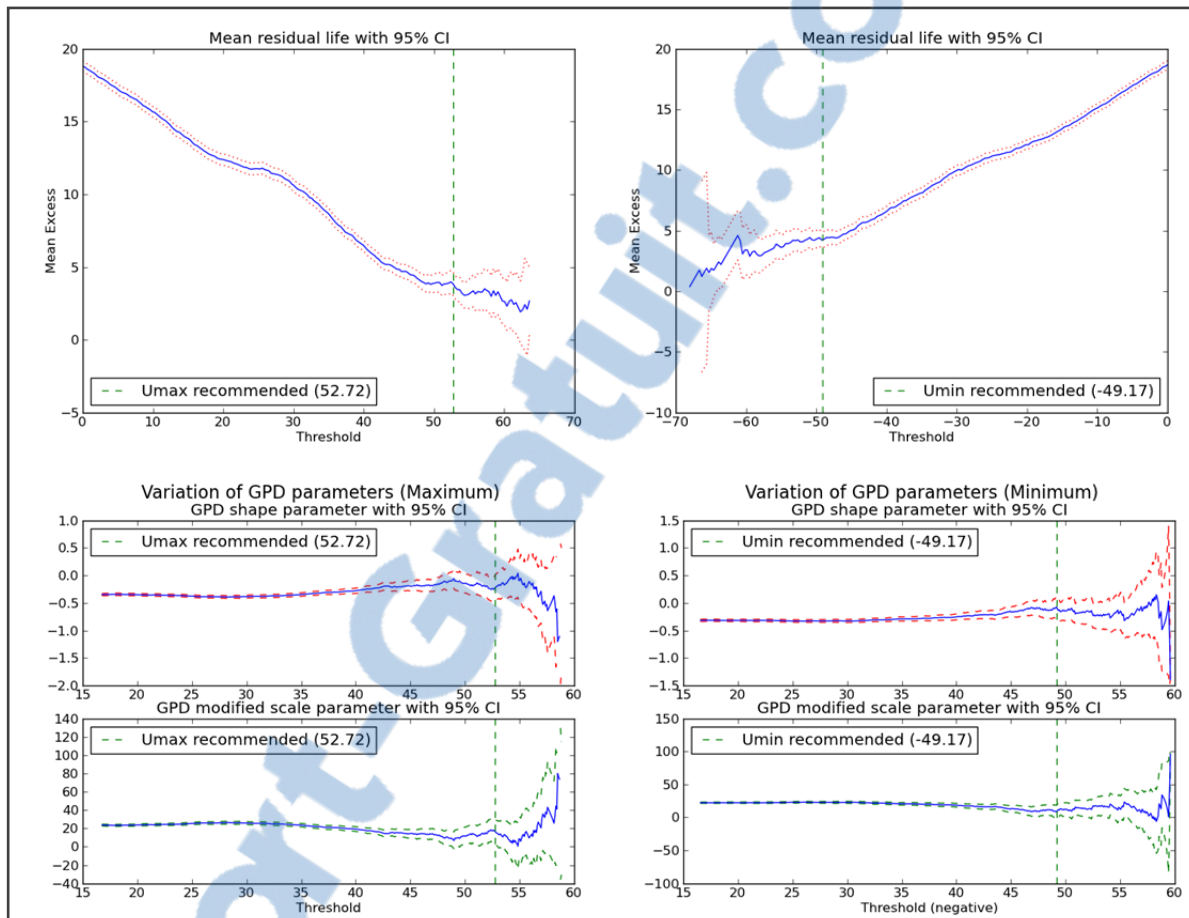 Mean residual life with 95% CI
20
15
10
5
0
−5
Mean Excess
Umax recommended (52.72)
0 10 20 30 40 50 60 70
Threshold
Mean residual life with 95% CI
20
15
10
5
0
−5
−10
Mean Excess
Umin recommended (-49.17)
−70 −60 −50 −40 −30 −20 −10 0
Threshold
Variation of GPD parameters (Maximum)
GPD shape parameter with 95% CI
1.0
0.5
0.0
−0.5
−1.0
−1.5
−2.0
Umax recommended (52.72)
15 20 25 30 35 40 45 50 55 60
GPD modified scale parameter with 95% CI
140
120
100
80
60
40
20
0
−20
−40
Umax recommended (52.72)
15 20 25 30 35 40 45 50 55 60
Threshold
Variation of GPD parameters (Minimum)
GPD shape parameter with 95% CI
1.5
1.0
0.5
0.0
−0.5
−1.0
−1.5
Umin recommended (-49.17)
15 20 25 30 35 40 45 50 55 60
GPD modified scale parameter with 95% CI
150
100
50
0
−50
−100
Umin recommended (-49.17)
15 20 25 30 35 40 45 50 55 60
Threshold (negative)
rt-Gratuit.co